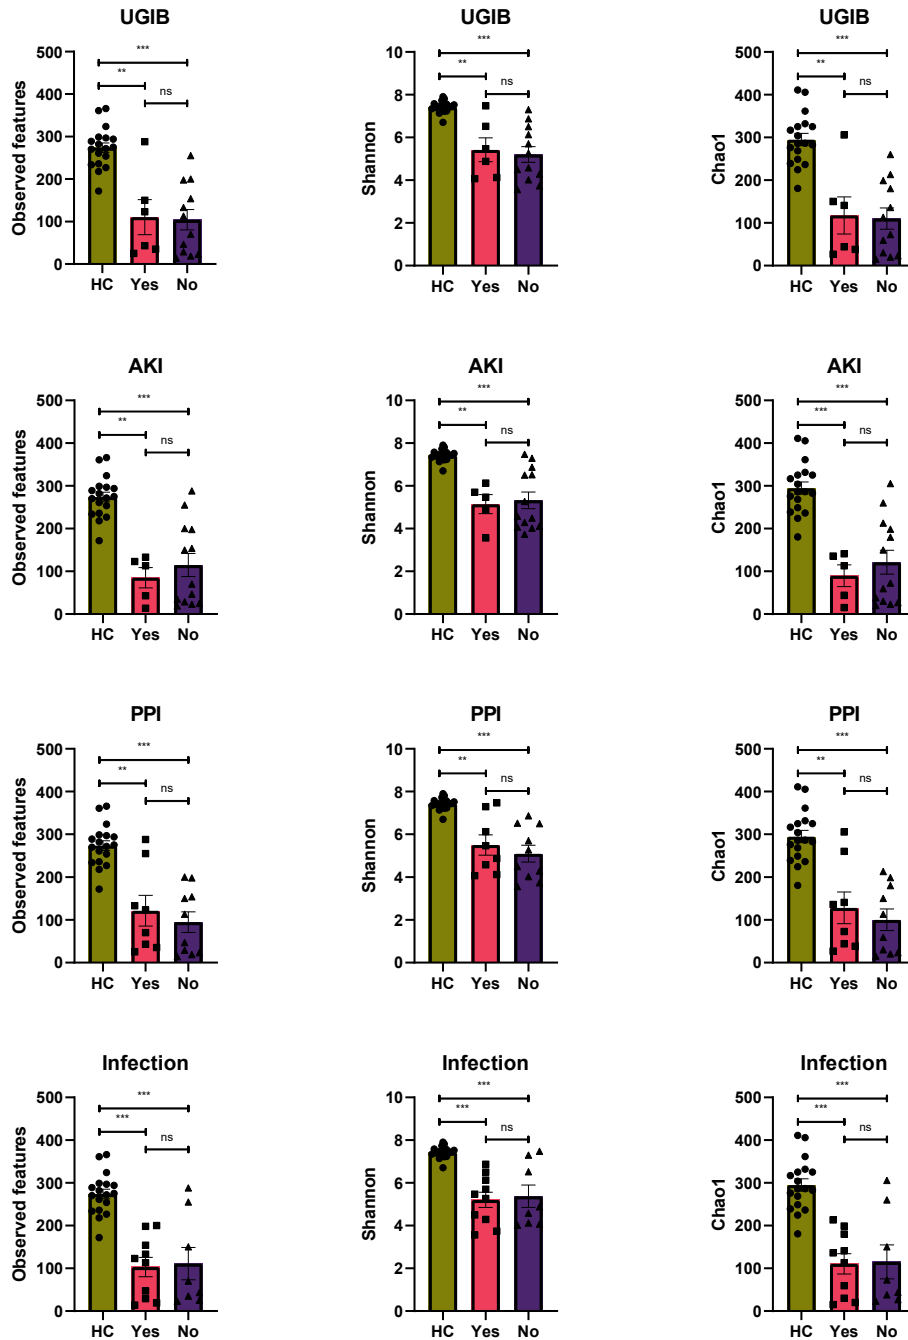 UGIB
Observed features
500
400
300
200
100
0
***
**
ns
HC Yes No
UGIB
Shannon
10
8
6
4
2
0
***
**
ns
HC Yes No
UGIB
Chao1
500
400
300
200
100
0
***
**
ns
HC Yes No
AKI
Observed features
500
400
300
200
100
0
***
**
ns
HC Yes No
AKI
Shannon
10
8
6
4
2
0
***
**
ns
HC Yes No
AKI
Chao1
500
400
300
200
100
0
***
***
ns
HC Yes No
PPI
Observed features
500
400
300
200
100
0
***
**
ns
HC Yes No
PPI
Shannon
10
8
6
4
2
0
***
**
ns
HC Yes No
PPI
Chao1
500
400
300
200
100
0
***
**
ns
HC Yes No
Infection
Observed features
500
400
300
200
100
0
***
***
ns
HC Yes No
Infection
Shannon
10
8
6
4
2
0
***
***
ns
HC Yes No
Infection
Chao1
500
400
300
200
100
0
***
***
ns
HC Yes No